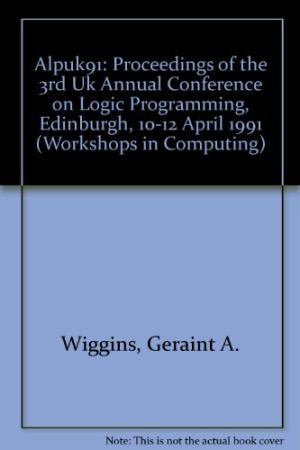 Alpuk91: Proceedings of the
3rd Uk Annual Conference
on Logic Programming,
Edinburgh, 10-12 April 1991
(Workshops in Computing)
Wiggins, Geraint A.
Note: This is not the actual book cover